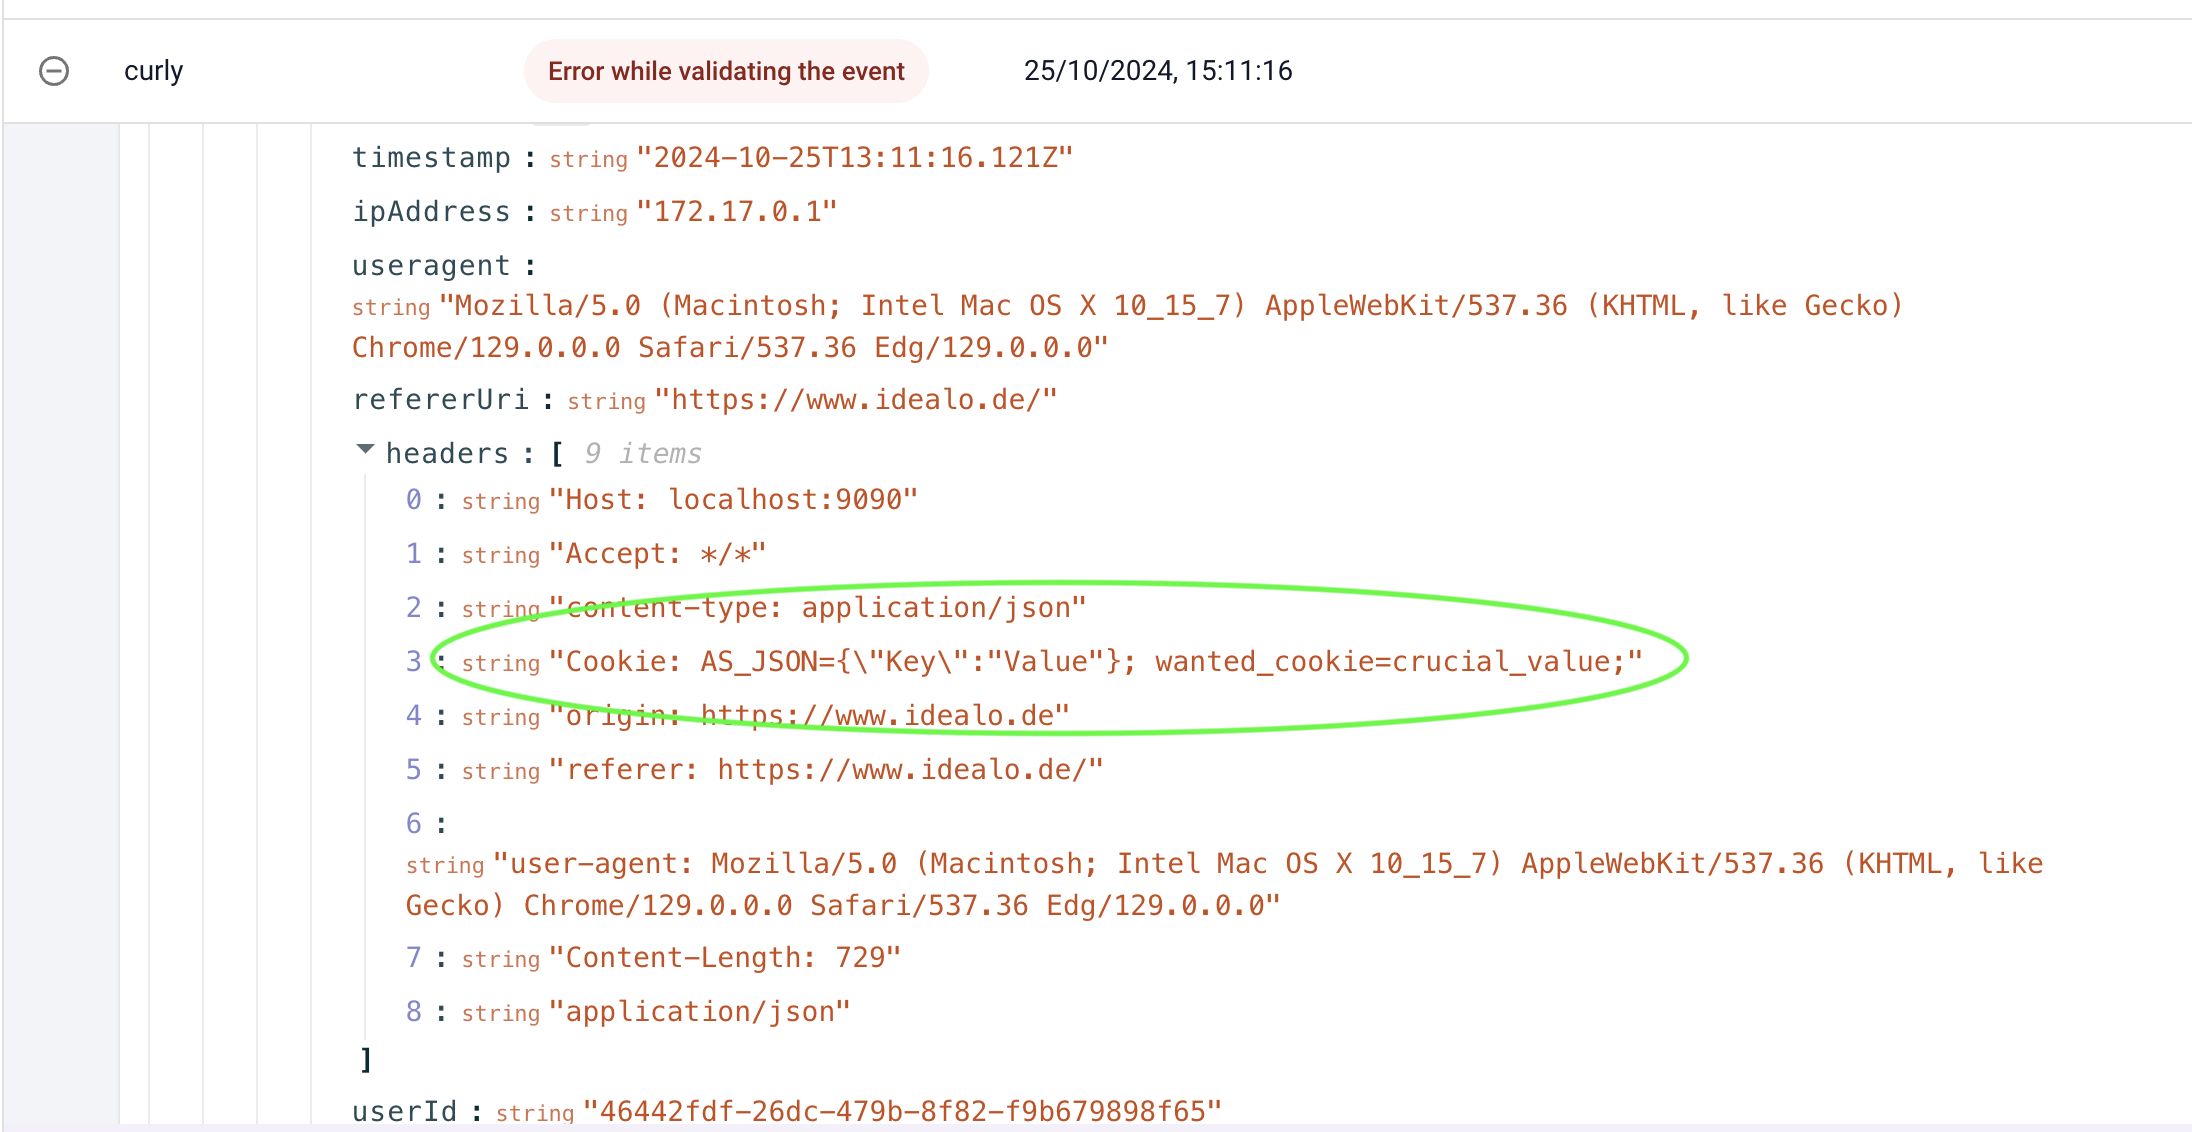 curly Error while validating the event 25/10/2024, 15:11:16
timestamp : string "2024-10-25T13:11:16.121Z"
ipAddress : string "172.17.0.1"
useragent :
string "Mozilla/5.0 (Macintosh; Intel Mac OS X 10_15_7) AppleWebKit/537.36 (KHTML, like Gecko)
Chrome/129.0.0.0 Safari/537.36 Edg/129.0.0.0"
refererUri : string "https://www.idealo.de/"
headers : [ 9 items
0 : string "Host: localhost:9090"
1 : string "Accept: */*"
2 : string "content-type: application/json"
3 : string "Cookie: AS_JSON={\"Key\":"Value"}; wanted_cookie=crucial_value;"
4 : string "origin: https://www.idealo.de"
5 : string "referer: https://www.idealo.de/"
6 :
string "user-agent: Mozilla/5.0 (Macintosh; Intel Mac OS X 10_15_7) AppleWebKit/537.36 (KHTML, like
Gecko) Chrome/129.0.0.0 Safari/537.36 Edg/129.0.0.0"
7 : string "Content-Length: 729"
8 : string "application/json"
]
userId : string "46442fdf-26dc-479b-8f82-f9b679898f65"